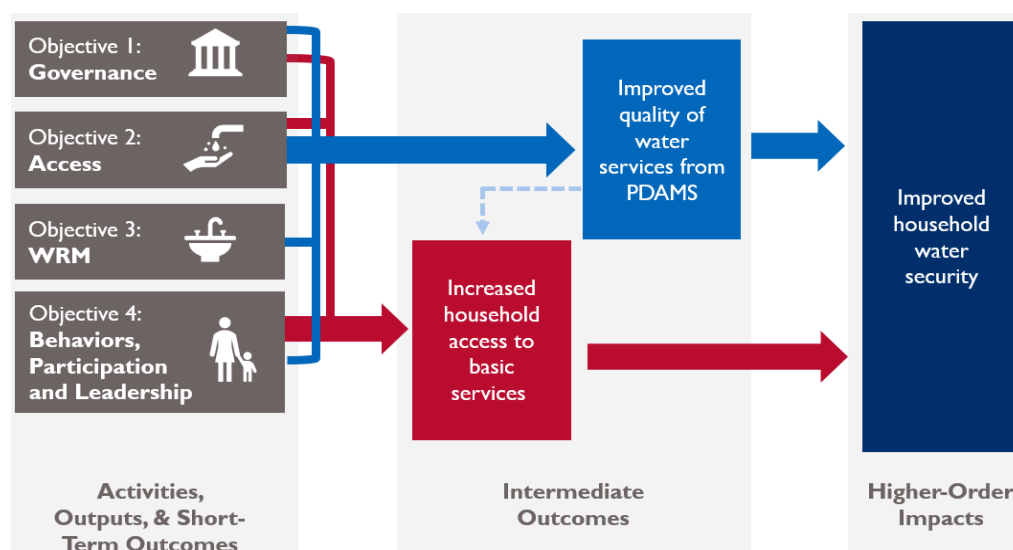 Objective 1:
Governance
Objective 2:
Access
Objective 3:
WRM
Objective 4:
Behaviors,
Participation
and Leadership
Improved
quality of
water
services from
PDAMS
Increased
household
access to
basic
services
Improved
household
water
security
Activities,
Outputs, & Short-
Term Outcomes
Intermediate
Outcomes
Higher-Order
Impacts